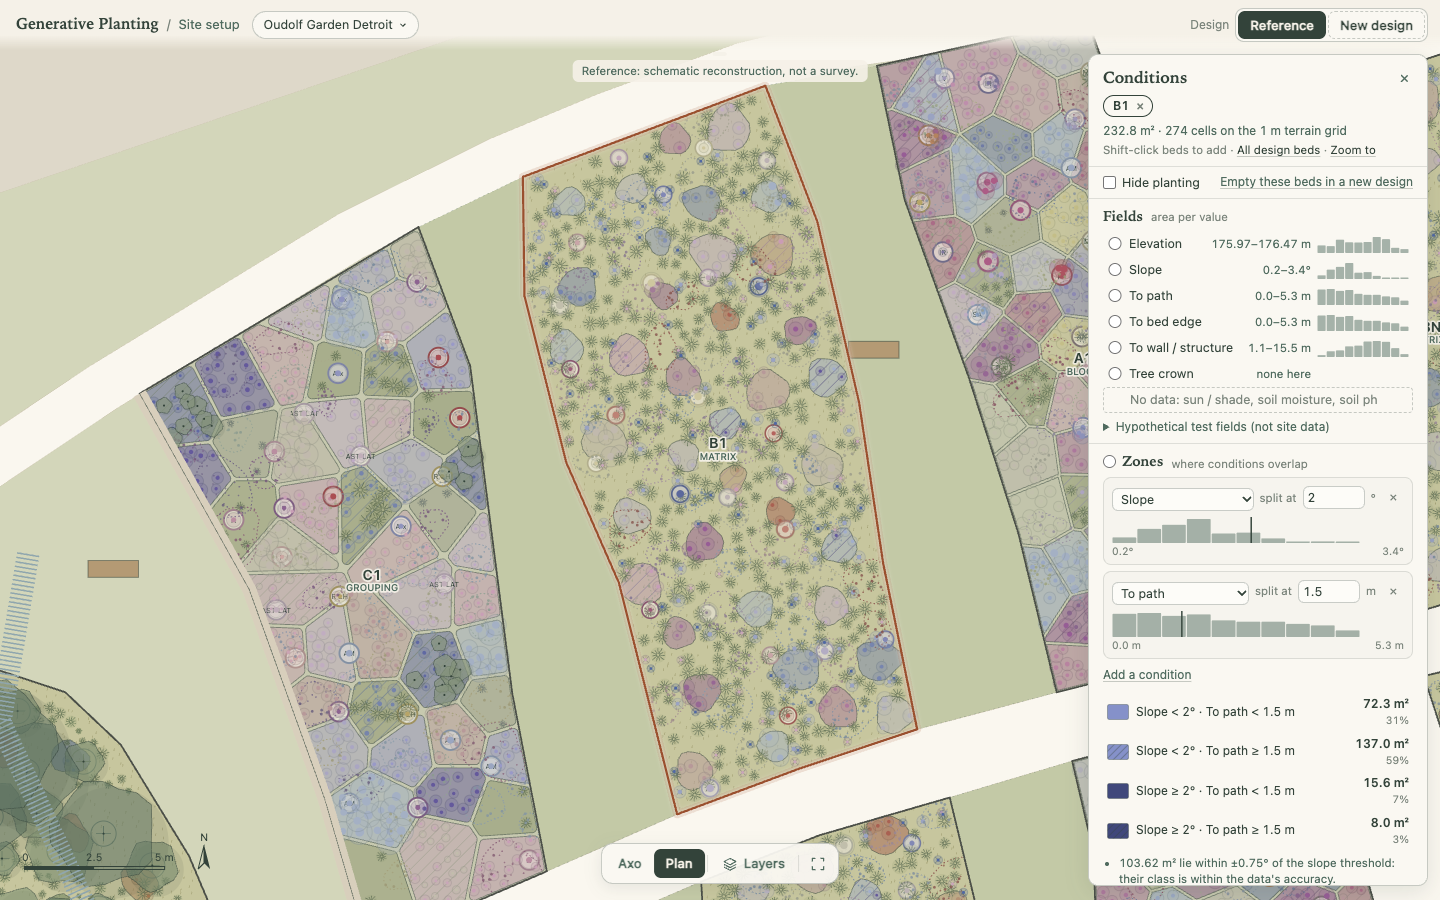 Generative Planting / Site setup Oudolf Garden Detroit
Design Reference New design
Reference: schematic reconstruction, not a survey.
Conditions ×
B1 ×
232.8 m² · 274 cells on the 1 m terrain grid
Shift-click beds to add · All design beds · Zoom to
Hide planting Empty these beds in a new design
Fields area per value
Elevation 175.97–176.47 m
Slope 0.2–3.4°
To path 0.0–5.3 m
To bed edge 0.0–5.3 m
To wall / structure 1.1–15.5 m
Tree crown none here
No data: sun / shade, soil moisture, soil ph
Hypothetical test fields (not site data)
Zones where conditions overlap
Slope split at 2 ° ×
0.2° 3.4°
To path split at 1.5 m ×
0.0 m 5.3 m
Add a condition
Slope < 2° · To path < 1.5 m 72.3 m²
31%
Slope < 2° · To path ≥ 1.5 m 137.0 m²
59%
Slope ≥ 2° · To path < 1.5 m 15.6 m²
7%
Slope ≥ 2° · To path ≥ 1.5 m 8.0 m²
3%
• 103.62 m² lie within ±0.75° of the slope threshold:
their class is within the data's accuracy.
B1
MATRIX
C1
GROUPING
AST LAT
AST LAT
AST LAT
AST LAT
N
0 2.5 5 m
Axo Plan Layers